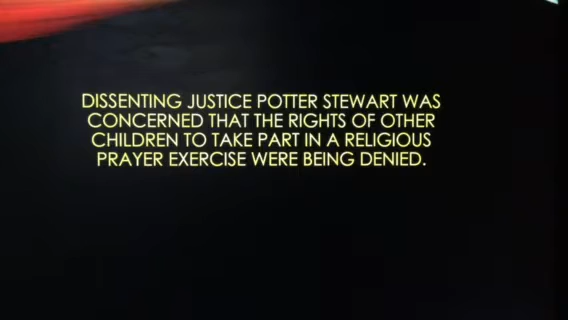 DISSENTING JUSTICE POTTER STEWART WAS
CONCERNED THAT THE RIGHTS OF OTHER
CHILDREN TO TAKE PART IN A RELIGIOUS
PRAYER EXERCISE WERE BEING DENIED.